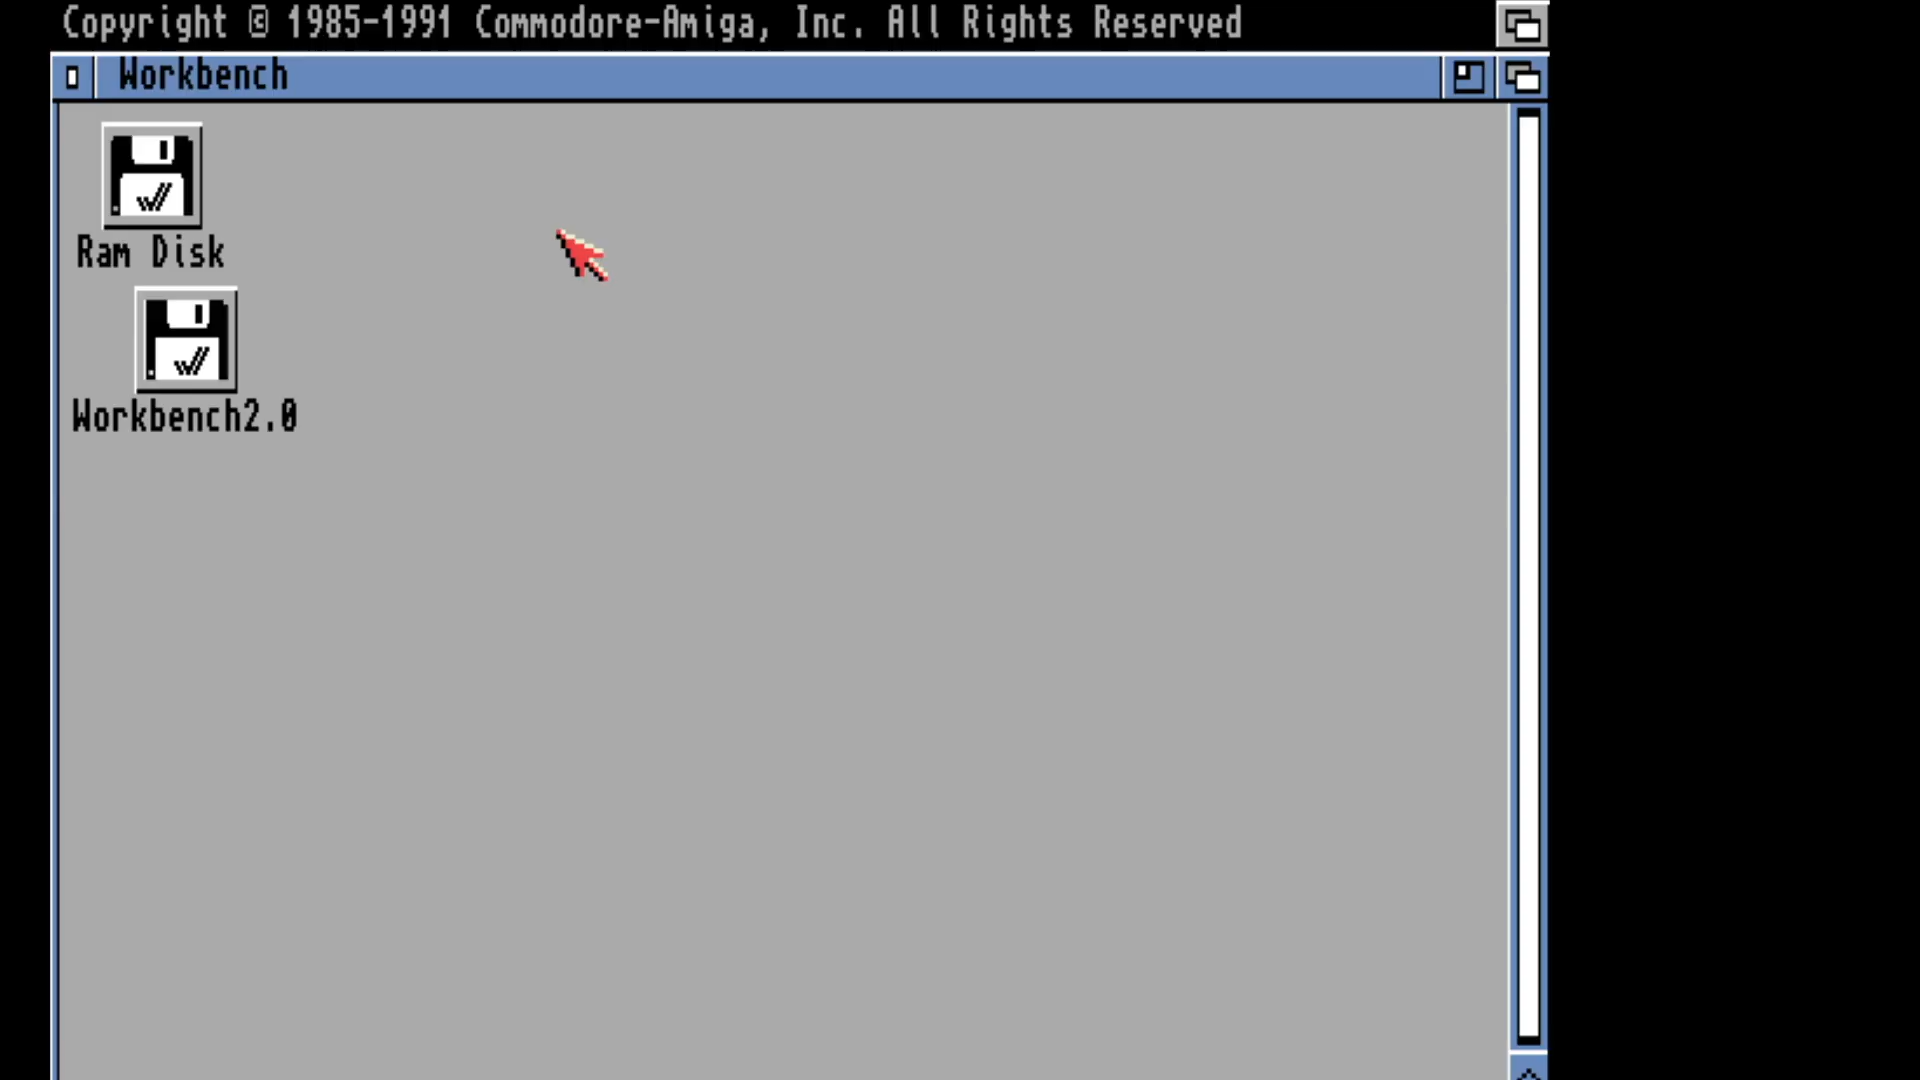 Copyright © 1985-1991 Commodore-Amiga, Inc. All Rights Reserved
Workbench
Ram Disk
Workbench2.0